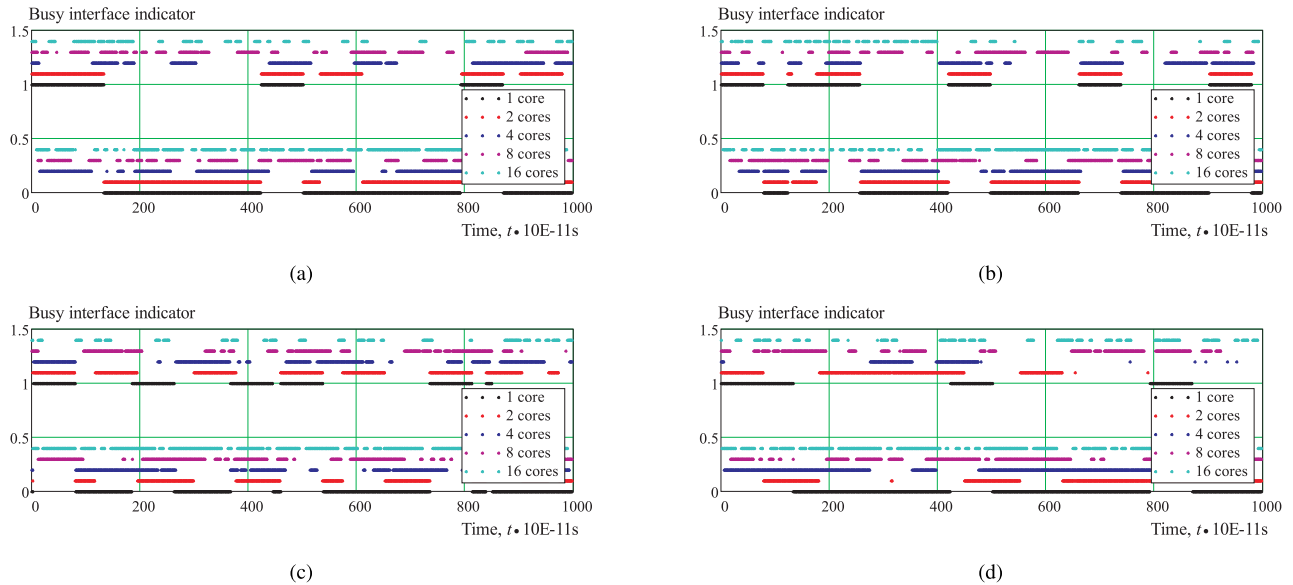 Busy interface indicator
1.5
1
0.5
0
0 200 400 600 800 1000
1 core
2 cores
4 cores
8 cores
16 cores
Time, t • 10E-11s
(a)
Busy interface indicator
1.5
1
0.5
0
0 200 400 600 800 1000
1 core
2 cores
4 cores
8 cores
16 cores
Time, t • 10E-11s
(b)
Busy interface indicator
1.5
1
0.5
0
0 200 400 600 800 1000
1 core
2 cores
4 cores
8 cores
16 cores
Time, t • 10E-11s
(c)
Busy interface indicator
1.5
1
0.5
0
0 200 400 600 800 1000
1 core
2 cores
4 cores
8 cores
16 cores
Time, t • 10E-11s
(d)